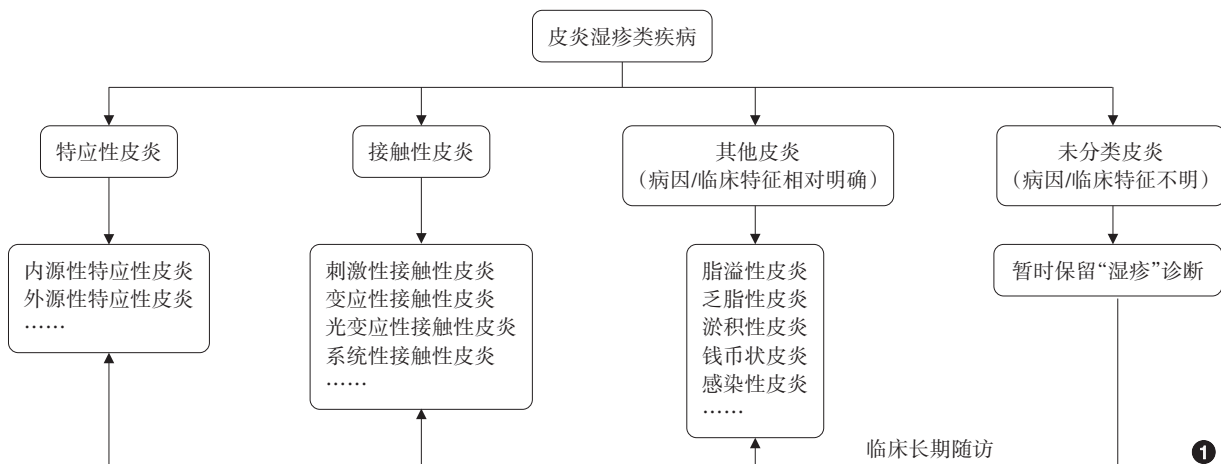 皮炎湿疹类疾病
特应性皮炎
接触性皮炎
其他皮炎
（病因/临床特征相对明确）
未分类皮炎
（病因/临床特征不明）
内源性特应性皮炎
外源性特应性皮炎
……
刺激性接触性皮炎
变应性接触性皮炎
光变应性接触性皮炎
系统性接触性皮炎
……
脂溢性皮炎
乏脂性皮炎
淤积性皮炎
钱币状皮炎
感染性皮炎
……
暂时保留“湿疹”诊断
临床长期随访
❶